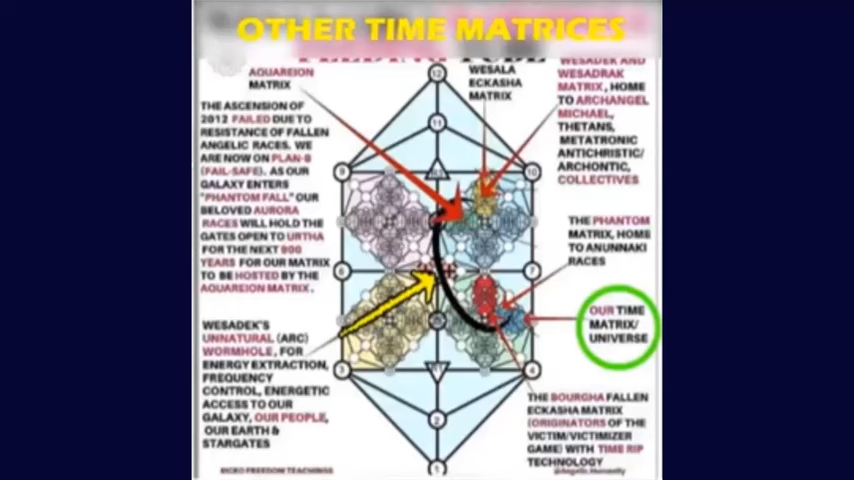 OTHER TIME MATRICES
AQUAREION
MATRIX
WESALA
ECKASHA
MATRIX
WESADEK AND
WESADRAK
MATRIX, HOME
TO ARCHANGEL
MICHAEL,
THETANS,
METATRONIC
ANTICHRISTIC/
ARCHONTIC,
COLLECTIVES
THE ASCENSION OF
2012 FAILED DUE TO
RESISTANCE OF FALLEN
ANGELIC RACES. WE
ARE NOW ON PLAN-B
(FAIL-SAFE). AS OUR
GALAXY ENTERS
"PHANTOM FALL" OUR
BELOVED AURORA
RACES WILL HOLD THE
GATES OPEN TO URTHA
FOR THE NEXT 900
YEARS FOR OUR MATRIX
TO BE HOSTED BY THE
AQUAREION MATRIX.
THE PHANTOM
MATRIX, HOME
TO ANUNNAKI
RACES
OUR TIME
MATRIX/
UNIVERSE
WESADEK'S
UNNATURAL (ARC)
WORMHOLE, FOR
ENERGY EXTRACTION,
FREQUENCY
CONTROL, ENERGETIC
ACCESS TO OUR
GALAXY, OUR PEOPLE,
OUR EARTH &
STARGATES
THE BOURGHA FALLEN
ECKASHA MATRIX
(ORIGINATORS OF THE
VICTIM/VICTIMIZER
GAME) WITH TIME RIP
TECHNOLOGY
12
11
9
10
6
7
3
4
2
1
FREEDOM TEACHINGS